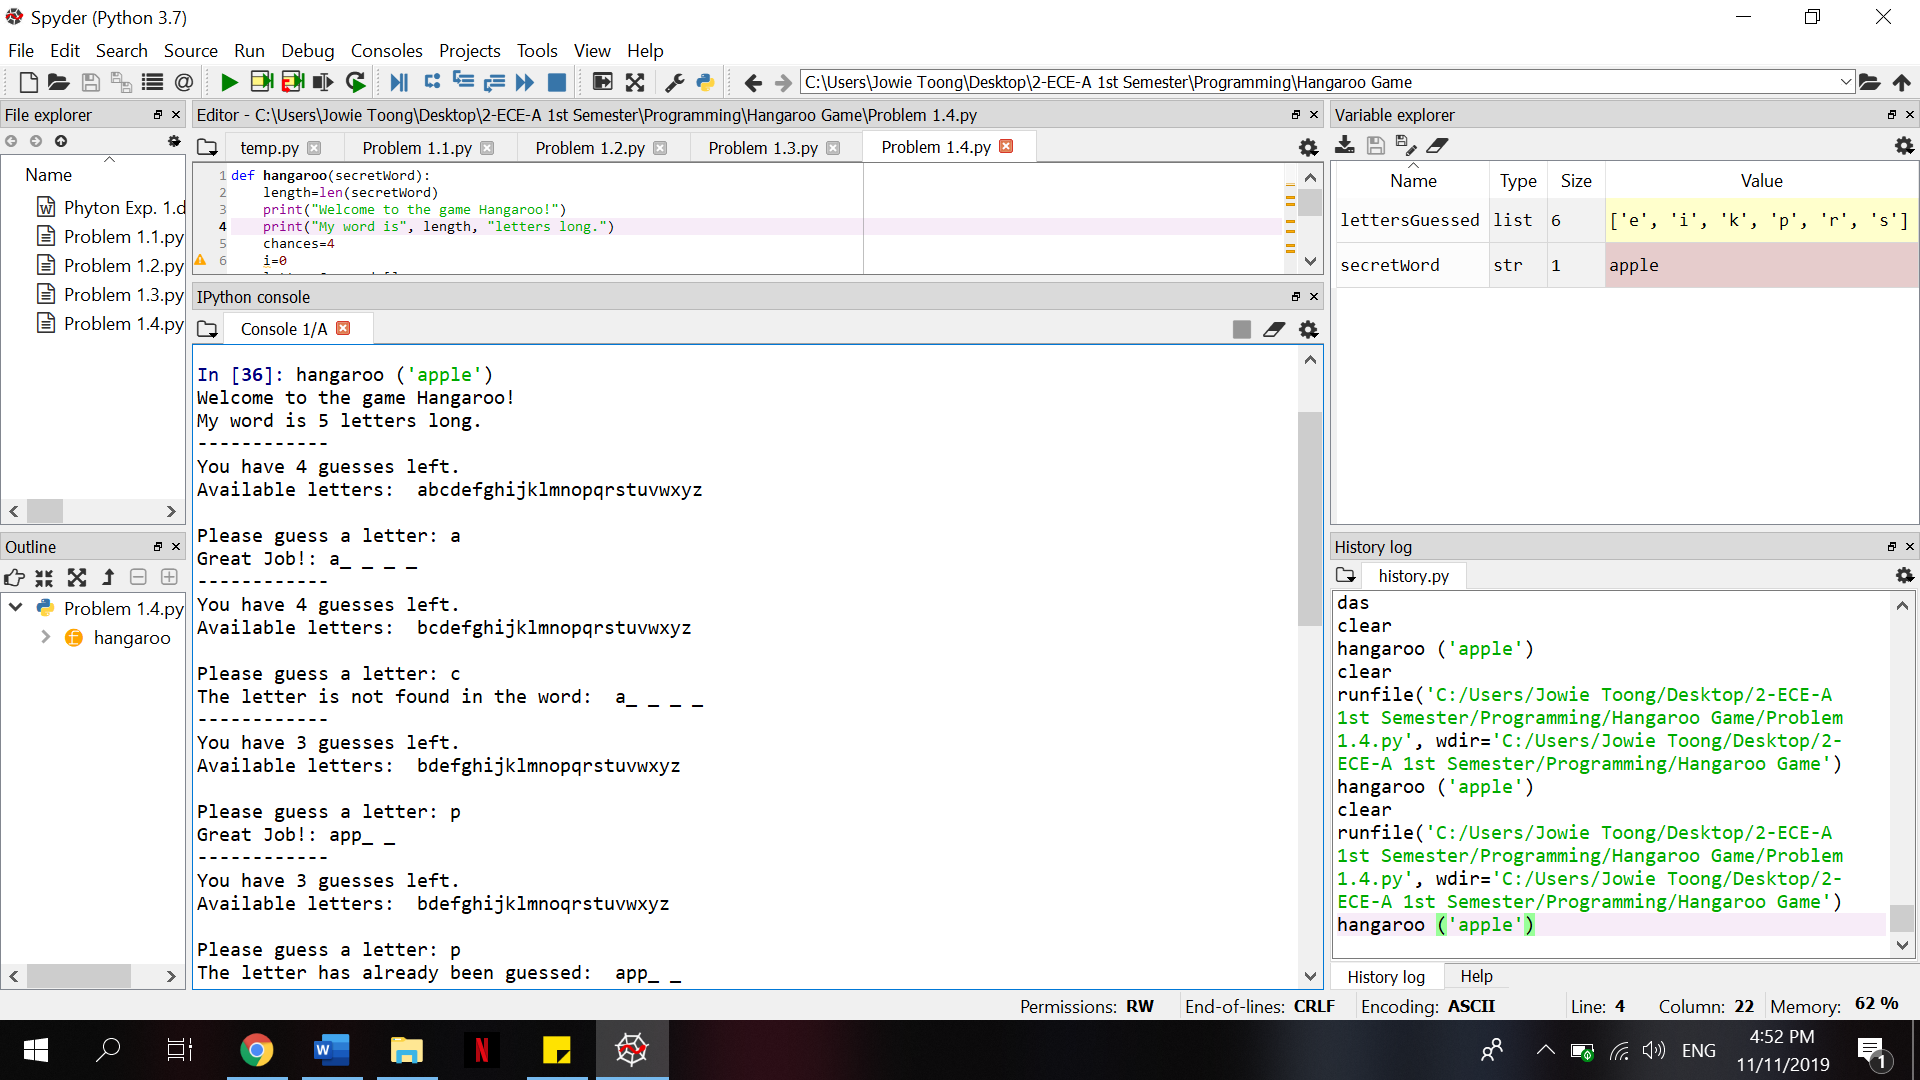 Spyder (Python 3.7)
File Edit Search Source Run Debug Consoles Projects Tools View Help
C:\Users\Jowie Toong\Desktop\2-ECE-A 1st Semester\Programming\Hangaroo Game
File explorer
Name
Phyton Exp. 1.d
Problem 1.1.py
Problem 1.2.py
Problem 1.3.py
Problem 1.4.py
Outline
Problem 1.4.py
hangaroo
Editor - C:\Users\Jowie Toong\Desktop\2-ECE-A 1st Semester\Programming\Hangaroo Game\Problem 1.4.py
temp.py Problem 1.1.py Problem 1.2.py Problem 1.3.py Problem 1.4.py
1 def hangaroo(secretWord):
2 length=len(secretWord)
3 print("Welcome to the game Hangaroo!")
4 print("My word is", length, "letters long.")
5 chances=4
6 i=0
IPython console
Console 1/A
In [36]: hangaroo ('apple')
Welcome to the game Hangaroo!
My word is 5 letters long.
------------
You have 4 guesses left.
Available letters:  abcdefghijklmnopqrstuvwxyz
Please guess a letter: a
Great Job!: a_ _ _ _
------------
You have 4 guesses left.
Available letters:  bcdefghijklmnopqrstuvwxyz
Please guess a letter: c
The letter is not found in the word:  a_ _ _ _
------------
You have 3 guesses left.
Available letters:  bdefghijklmnopqrstuvwxyz
Please guess a letter: p
Great Job!: app_ _
------------
You have 3 guesses left.
Available letters:  bdefghijklmnoqrstuvwxyz
Please guess a letter: p
The letter has already been guessed:  app_ _
Variable explorer
Name Type Size Value
lettersGuessed list 6 ['e', 'i', 'k', 'p', 'r', 's']
secretWord str 1 apple
History log
history.py
das
clear
hangaroo ('apple')
clear
runfile('C:/Users/Jowie Toong/Desktop/2-ECE-A
1st Semester/Programming/Hangaroo Game/Problem
1.4.py', wdir='C:/Users/Jowie Toong/Desktop/2-
ECE-A 1st Semester/Programming/Hangaroo Game')
hangaroo ('apple')
clear
runfile('C:/Users/Jowie Toong/Desktop/2-ECE-A
1st Semester/Programming/Hangaroo Game/Problem
1.4.py', wdir='C:/Users/Jowie Toong/Desktop/2-
ECE-A 1st Semester/Programming/Hangaroo Game')
hangaroo ('apple')
History log Help
Permissions: RW End-of-lines: CRLF Encoding: ASCII Line: 4 Column: 22 Memory: 62 %
ENG
4:52 PM
11/11/2019
1